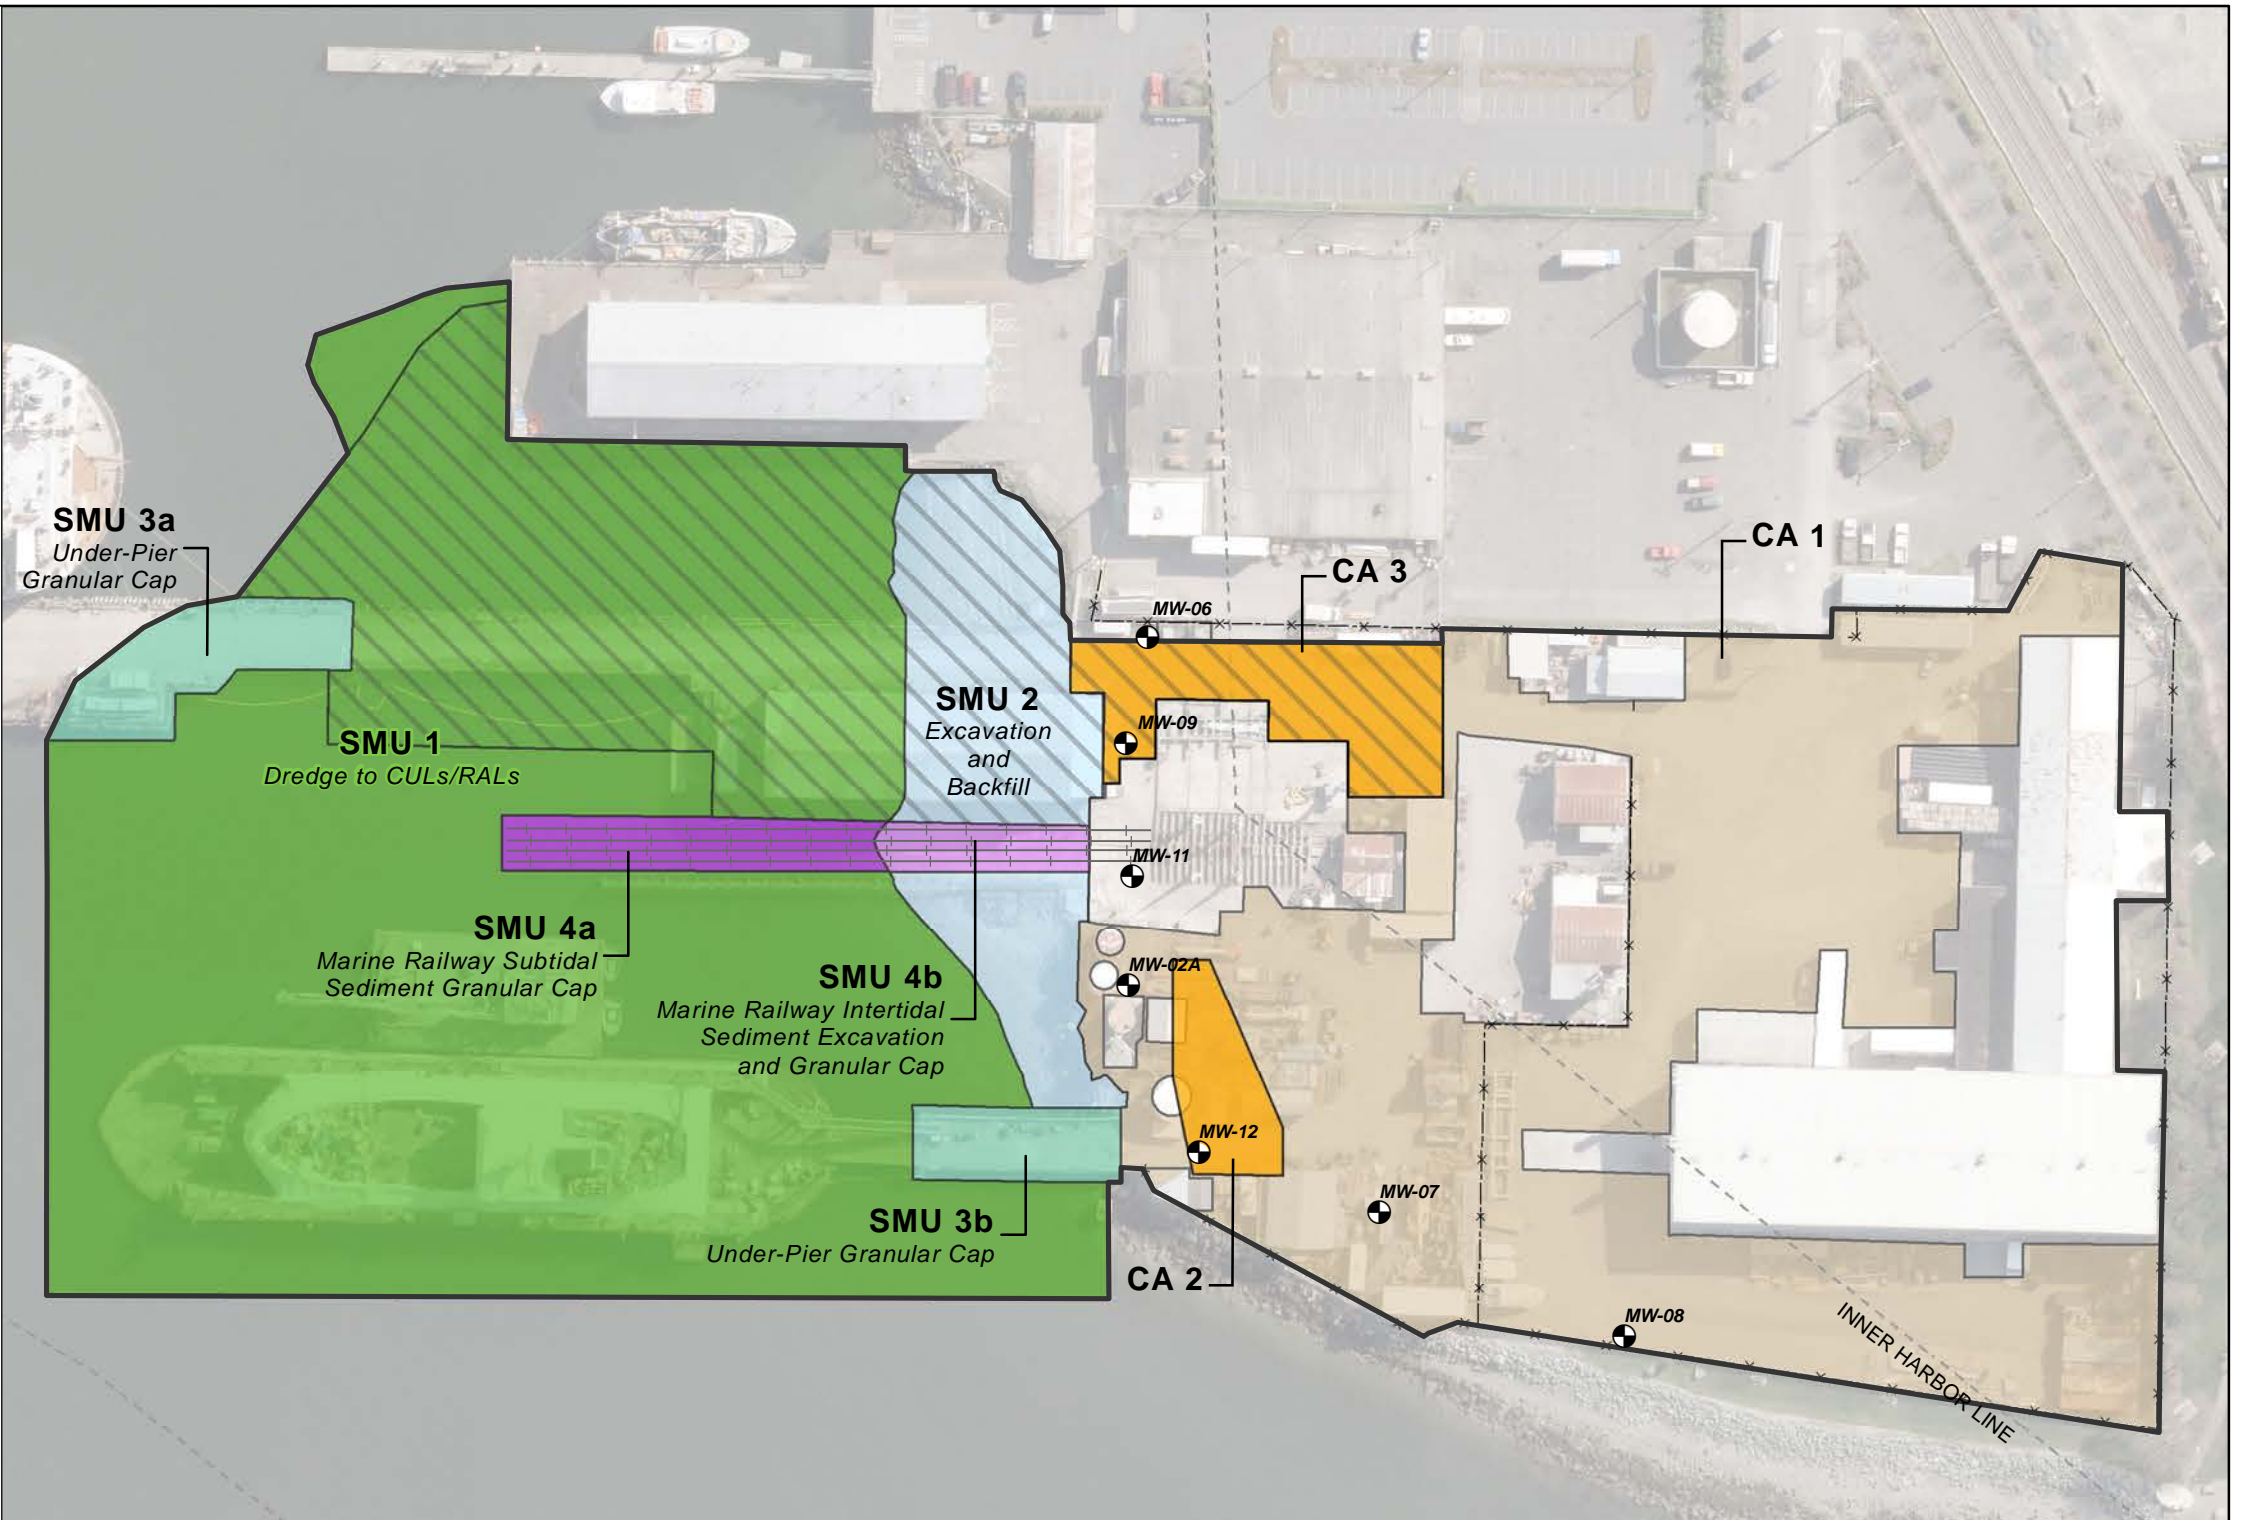 SMU 3a
Under-Pier
Granular Cap
CA 1
CA 3
MW-06
SMU 2
Excavation
and
Backfill
MW-09
SMU 1
Dredge to CULs/RALs
MW-11
SMU 4a
Marine Railway Subtidal
Sediment Granular Cap
SMU 4b
Marine Railway Intertidal
Sediment Excavation
and Granular Cap
MW-02A
MW-12
MW-07
SMU 3b
Under-Pier Granular Cap
CA 2
MW-08
INNER HARBOR LINE